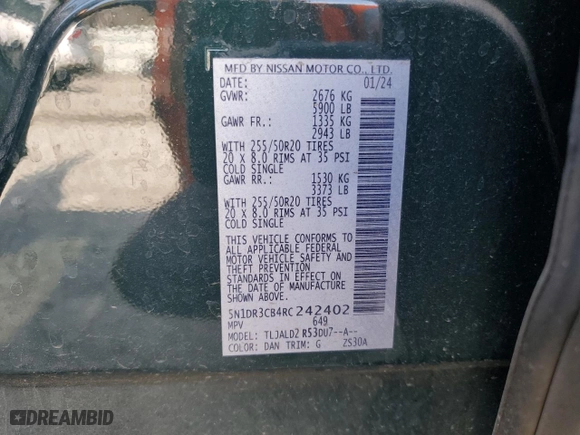 MFD BY NISSAN MOTOR CO., LTD.
DATE: 01/24
GVWR: 2676 KG
5900 LB
GAWR FR.: 1335 KG
2943 LB
WITH 255/50R20 TIRES
20 X 8.0 RIMS AT 35 PSI
COLD SINGLE
GAWR RR.: 1530 KG
3373 LB
WITH 255/50R20 TIRES
20 X 8.0 RIMS AT 35 PSI
COLD SINGLE
THIS VEHICLE CONFORMS TO
ALL APPLICABLE FEDERAL
MOTOR VEHICLE SAFETY AND
THEFT PREVENTION
STANDARDS IN EFFECT ON
THE DATE OF MANUFACTURE
SHOWN ABOVE.
5N1DR3CB4RC242402
MPV 649
MODEL: TLJALD2 R53DU7--A--
COLOR: DAN TRIM: G ZS30A
DREAMBID